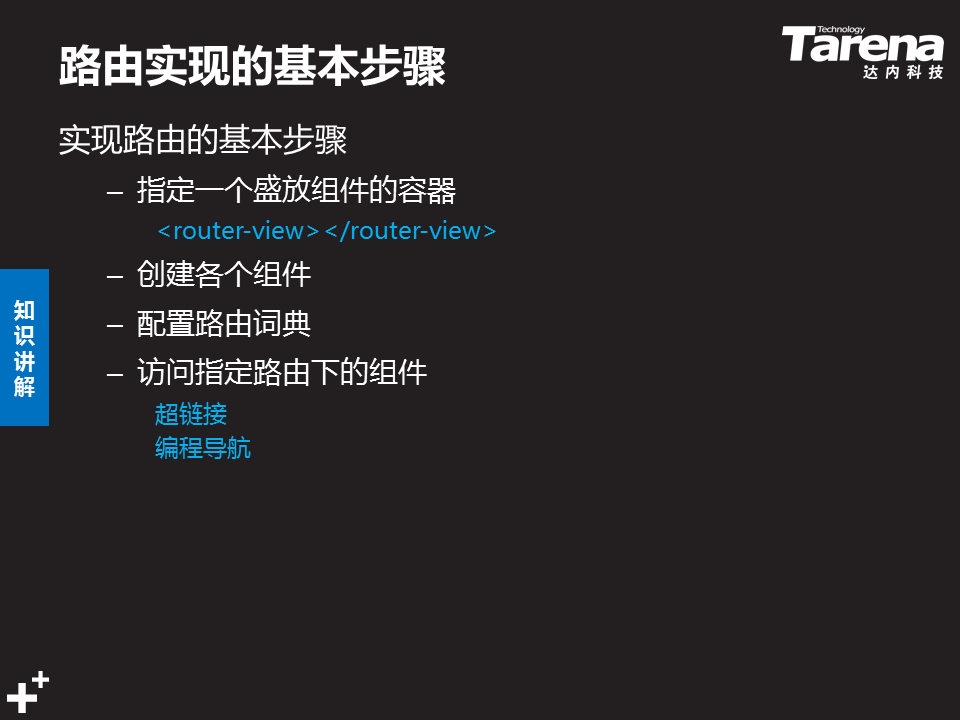 路由实现的基本步骤
Technology
Tarena
达内科技
实现路由的基本步骤
– 指定一个盛放组件的容器
<router-view></router-view>
– 创建各个组件
– 配置路由词典
– 访问指定路由下的组件
超链接
编程导航
知识讲解